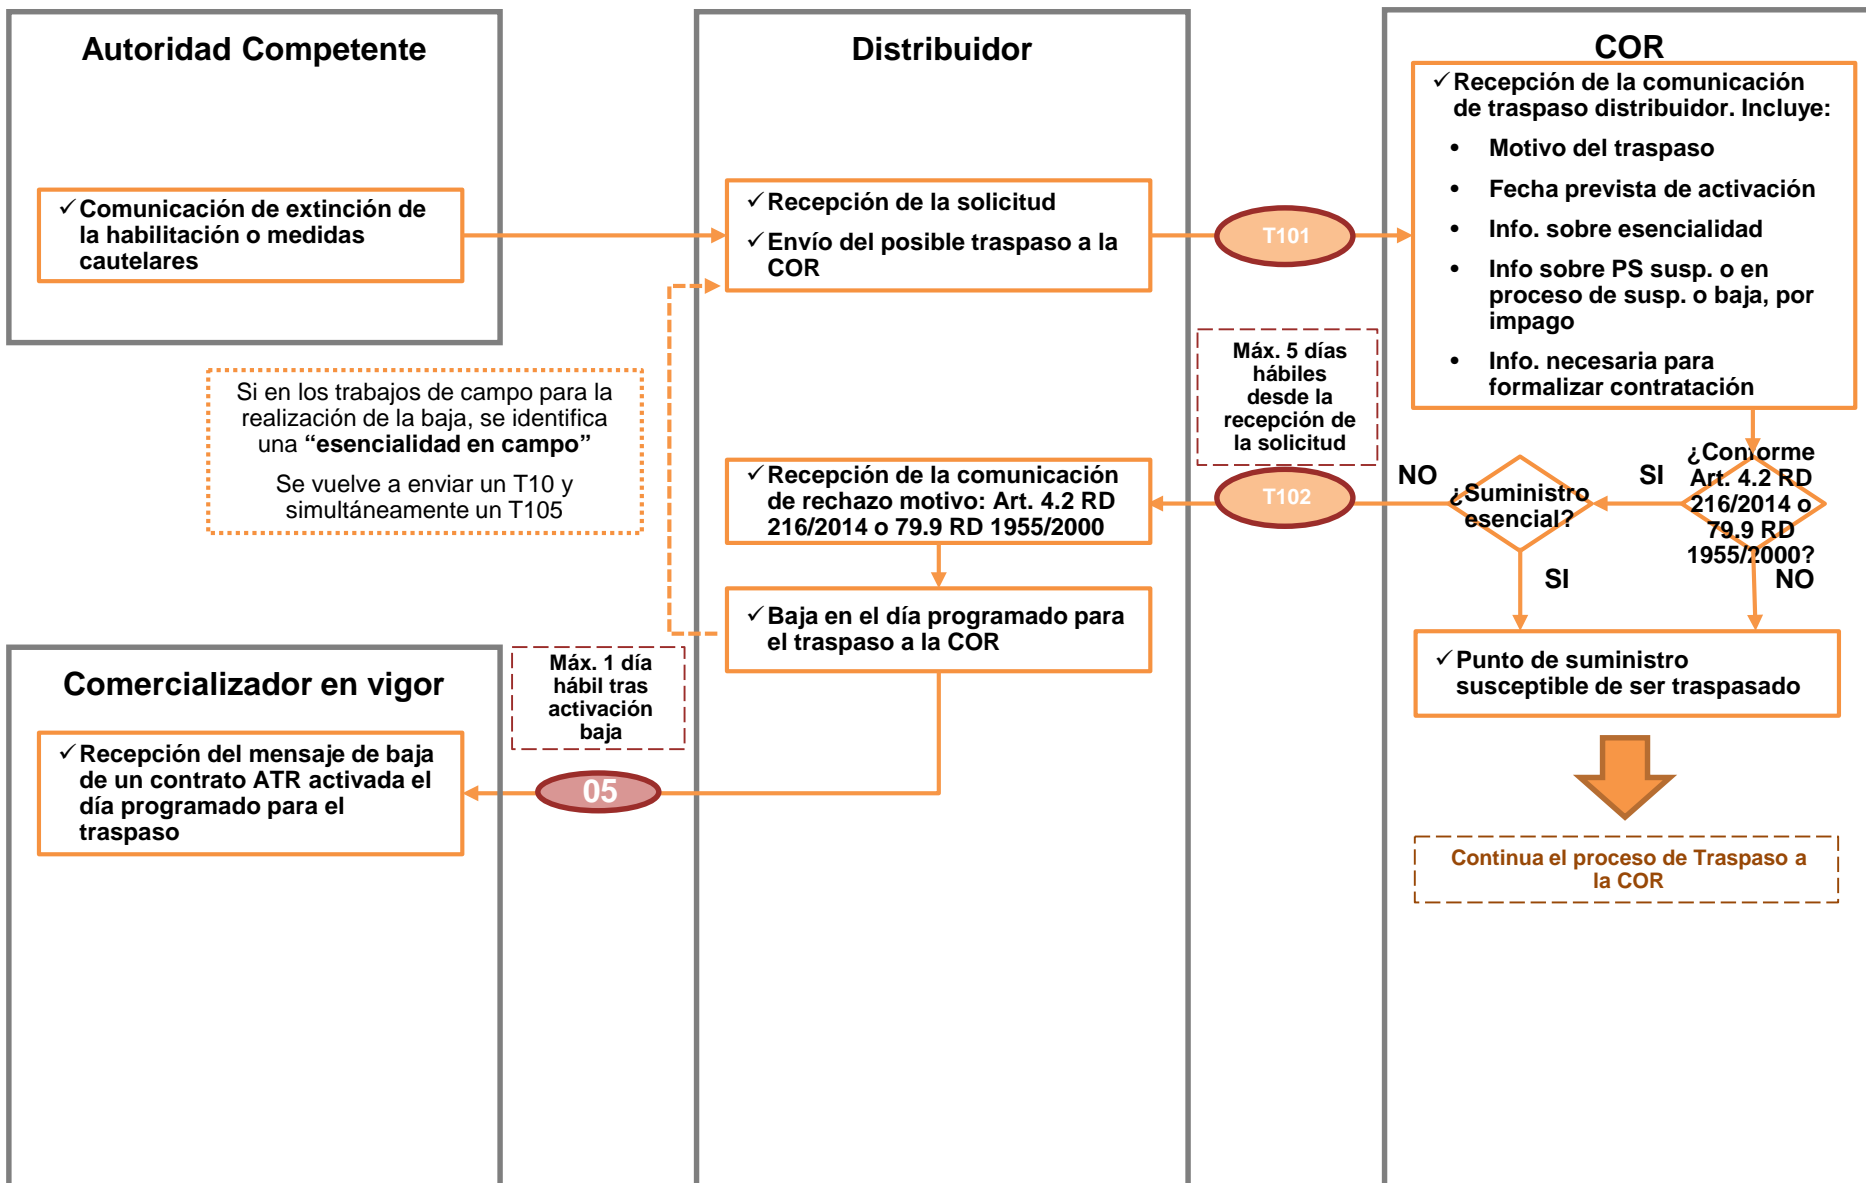 Autoridad Competente
✓ Comunicación de extinción de
la habilitación o medidas
cautelares
Distribuidor
✓ Recepción de la solicitud
✓ Envío del posible traspaso a la
COR
T101
COR
✓ Recepción de la comunicación
de traspaso distribuidor. Incluye:
• Motivo del traspaso
• Fecha prevista de activación
• Info. sobre esencialidad
• Info sobre PS susp. o en
proceso de susp. o baja, por
impago
• Info. necesaria para
formalizar contratación
Si en los trabajos de campo para la
realización de la baja, se identifica
una “esencialidad en campo”
Se vuelve a enviar un T10 y
simultáneamente un T105
Máx. 5 días
hábiles
desde la
recepción de
la solicitud
¿Conforme
Art. 4.2 RD
216/2014 o
79.9 RD
1955/2000?
SI
NO
¿Suministro
esencial?
NO
SI
T102
✓ Recepción de la comunicación
de rechazo motivo: Art. 4.2 RD
216/2014 o 79.9 RD 1955/2000
✓ Baja en el día programado para
el traspaso a la COR
✓ Punto de suministro
susceptible de ser traspasado
Continua el proceso de Traspaso a
la COR
Comercializador en vigor
Máx. 1 día
hábil tras
activación
baja
✓ Recepción del mensaje de baja
de un contrato ATR activada el
día programado para el
traspaso
05